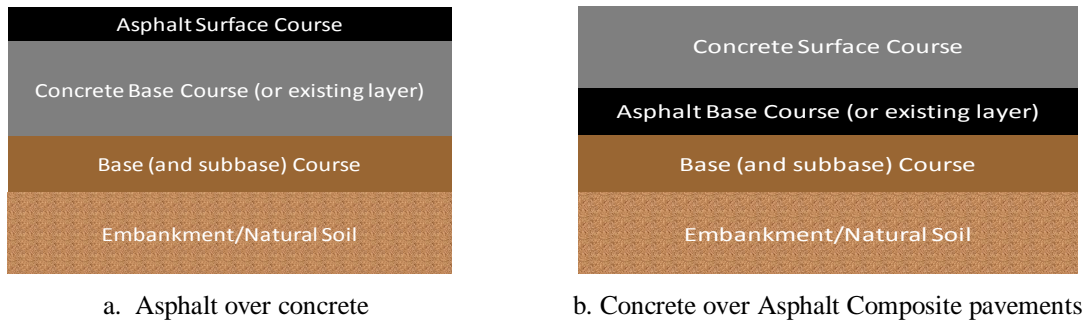 Asphalt Surface Course
Concrete Base Course (or existing layer)
Base (and subbase) Course
Embankment/Natural Soil
a. Asphalt over concrete
Concrete Surface Course
Asphalt Base Course (or existing layer)
Base (and subbase) Course
Embankment/Natural Soil
b. Concrete over Asphalt Composite pavements